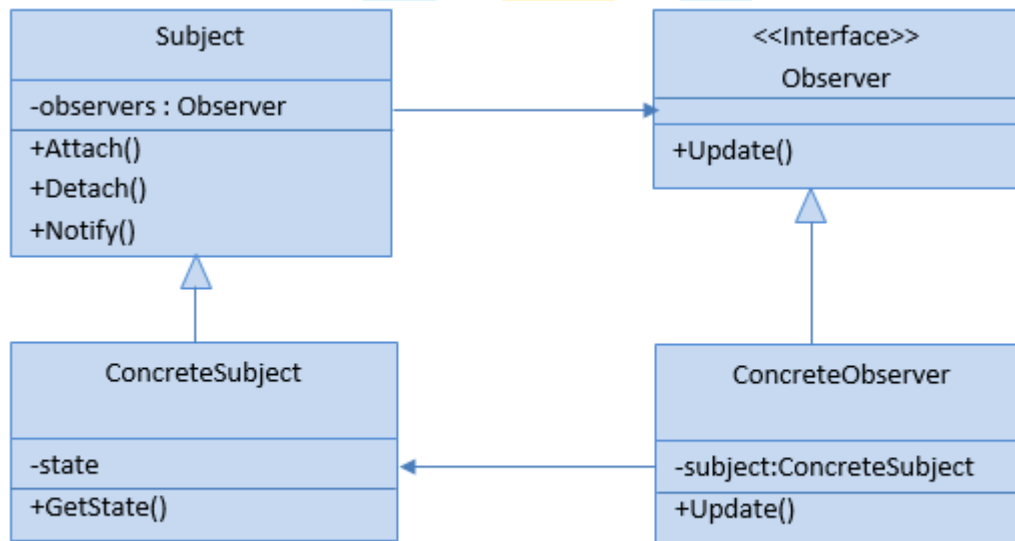 Subject
-observers : Observer
+Attach()
+Detach()
+Notify()
<<Interface>>
Observer
+Update()
ConcreteSubject
-state
+GetState()
ConcreteObserver
-subject:ConcreteSubject
+Update()